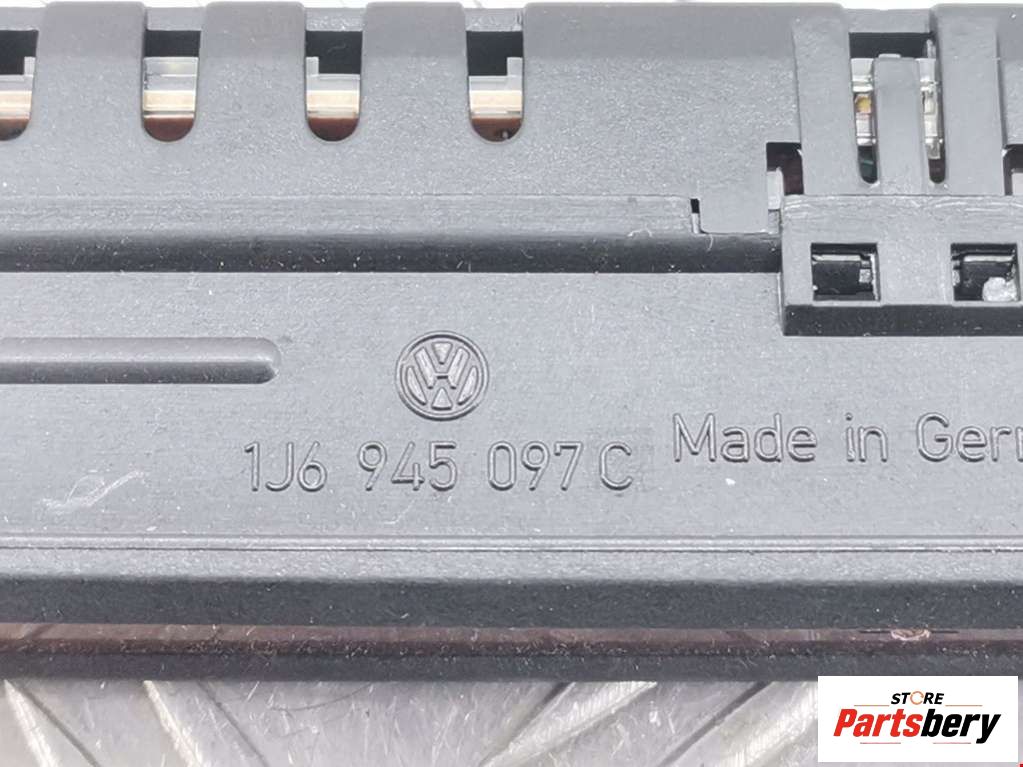 Made in Ger
1J6 945 097 C
STORE
Partsbery